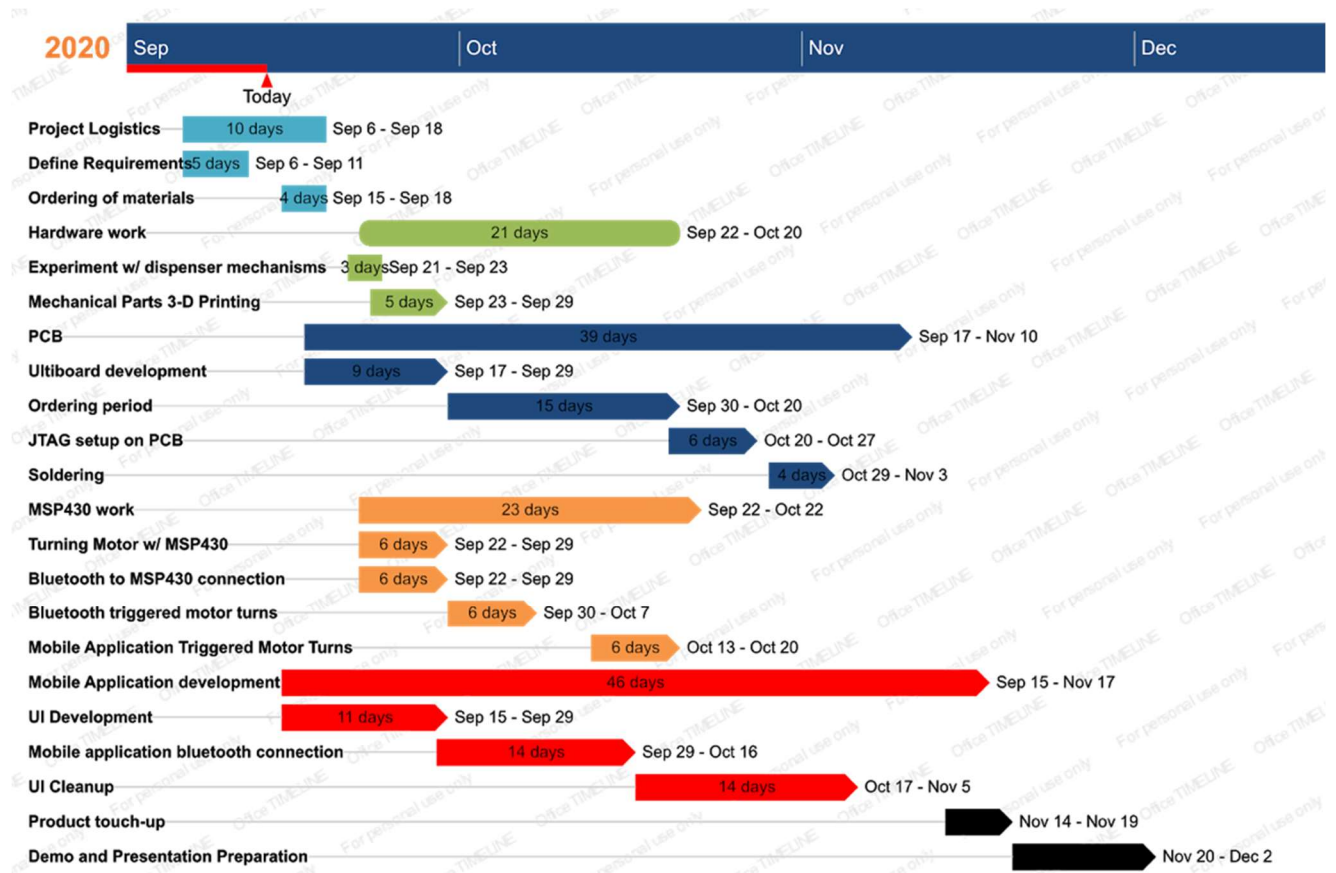 2020 Sep Oct Nov Dec
Today
Project Logistics 10 days Sep 6 - Sep 18
Define Requirements 5 days Sep 6 - Sep 11
Ordering of materials 4 days Sep 15 - Sep 18
Hardware work 21 days Sep 22 - Oct 20
Experiment w/ dispenser mechanisms 3 days Sep 21 - Sep 23
Mechanical Parts 3-D Printing 5 days Sep 23 - Sep 29
PCB 39 days Sep 17 - Nov 10
Ultiboard development 9 days Sep 17 - Sep 29
Ordering period 15 days Sep 30 - Oct 20
JTAG setup on PCB 6 days Oct 20 - Oct 27
Soldering 4 days Oct 29 - Nov 3
MSP430 work 23 days Sep 22 - Oct 22
Turning Motor w/ MSP430 6 days Sep 22 - Sep 29
Bluetooth to MSP430 connection 6 days Sep 22 - Sep 29
Bluetooth triggered motor turns 6 days Sep 30 - Oct 7
Mobile Application Triggered Motor Turns 6 days Oct 13 - Oct 20
Mobile Application development 46 days Sep 15 - Nov 17
UI Development 11 days Sep 15 - Sep 29
Mobile application bluetooth connection 14 days Sep 29 - Oct 16
UI Cleanup 14 days Oct 17 - Nov 5
Product touch-up Nov 14 - Nov 19
Demo and Presentation Preparation Nov 20 - Dec 2
For personal use only
Office TIMELINE